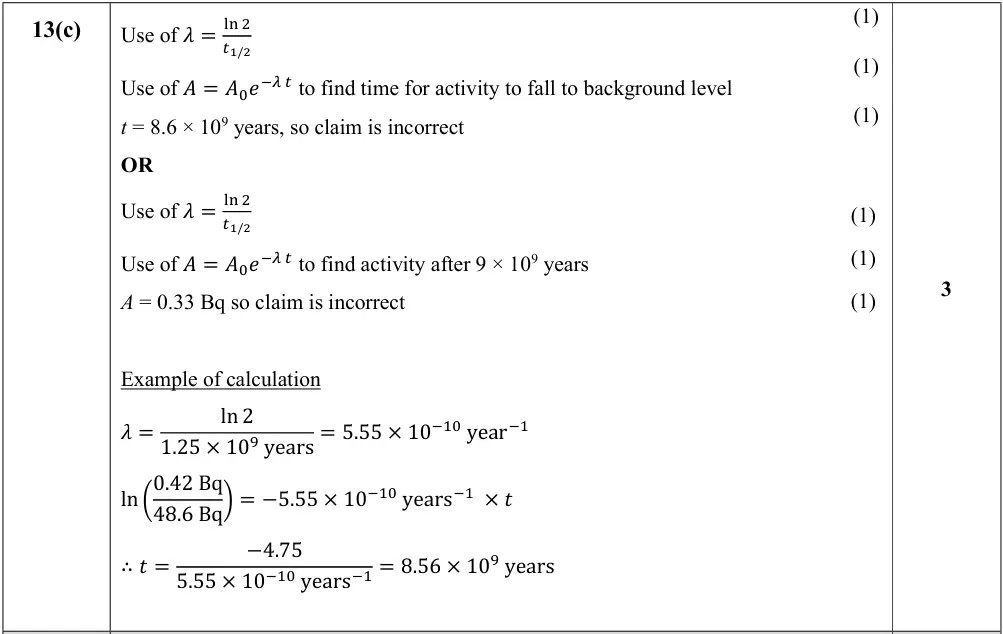 13(c)
Use of λ = ln 2 / t₁/₂ (1)
Use of A = A₀e^(−λ t) to find time for activity to fall to background level (1)
t = 8.6 × 10⁹ years, so claim is incorrect (1)
OR
Use of λ = ln 2 / t₁/₂ (1)
Use of A = A₀e^(−λ t) to find activity after 9 × 10⁹ years (1)
A = 0.33 Bq so claim is incorrect (1)
3
Example of calculation
λ = ln 2 / 1.25 × 10⁹ years = 5.55 × 10⁻¹⁰ year⁻¹
ln (0.42 Bq / 48.6 Bq) = −5.55 × 10⁻¹⁰ years⁻¹ × t
∴ t = −4.75 / 5.55 × 10⁻¹⁰ years⁻¹ = 8.56 × 10⁹ years